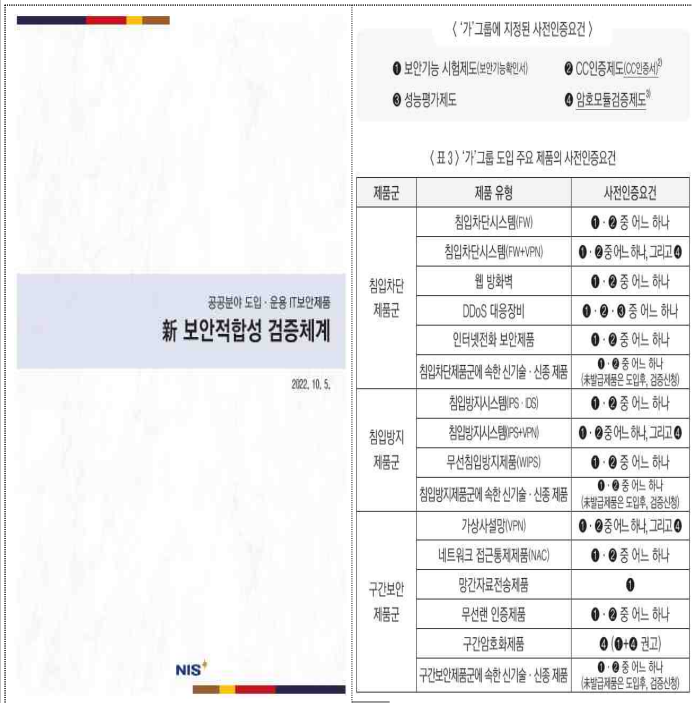 공공분야 도입 · 운용 IT보안제품
新 보안적합성 검증체계
2022. 10. 5.
NIS
〈 '가'그룹에 지정된 사전인증요건 〉
❶ 보안기능 시험제도(보안기능확인서) ❷ CC인증제도(CC인증서)2)
❸ 성능평가제도 ❹ 암호모듈검증제도3)
〈 표 3 〉 '가'그룹 도입 주요 제품의 사전인증요건
제품군 제품 유형 사전인증요건
침입차단 제품군
침입차단시스템(FW) ❶ · ❷ 중 어느 하나
침입차단시스템(FW+VPN) ❶ · ❷중 어느 하나, 그리고 ❹
웹 방화벽 ❶ · ❷ 중 어느 하나
DDoS 대응장비 ❶ · ❷ · ❸ 중 어느 하나
인터넷전화 보안제품 ❶ · ❷ 중 어느 하나
침입차단제품군에 속한 신기술 · 신종 제품 ❶ · ❷ 중 어느 하나
(未발급제품은 도입후, 검증신청)
침입방지 제품군
침입방지시스템(IPS · IDS) ❶ · ❷ 중 어느 하나
침입방지시스템(IPS+VPN) ❶ · ❷중 어느 하나, 그리고 ❹
무선침입방지제품(WIPS) ❶ · ❷ 중 어느 하나
침입방지제품군에 속한 신기술 · 신종 제품 ❶ · ❷ 중 어느 하나
(未발급제품은 도입후, 검증신청)
구간보안 제품군
가상사설망(VPN) ❶ · ❷중 어느 하나, 그리고 ❹
네트워크 접근통제제품(NAC) ❶ · ❷ 중 어느 하나
망간자료전송제품 ❶
무선랜 인증제품 ❶ · ❷ 중 어느 하나
구간암호화제품 ❹ (❶+❹ 권고)
구간보안제품군에 속한 신기술 · 신종 제품 ❶ · ❷ 중 어느 하나
(未발급제품은 도입후, 검증신청)